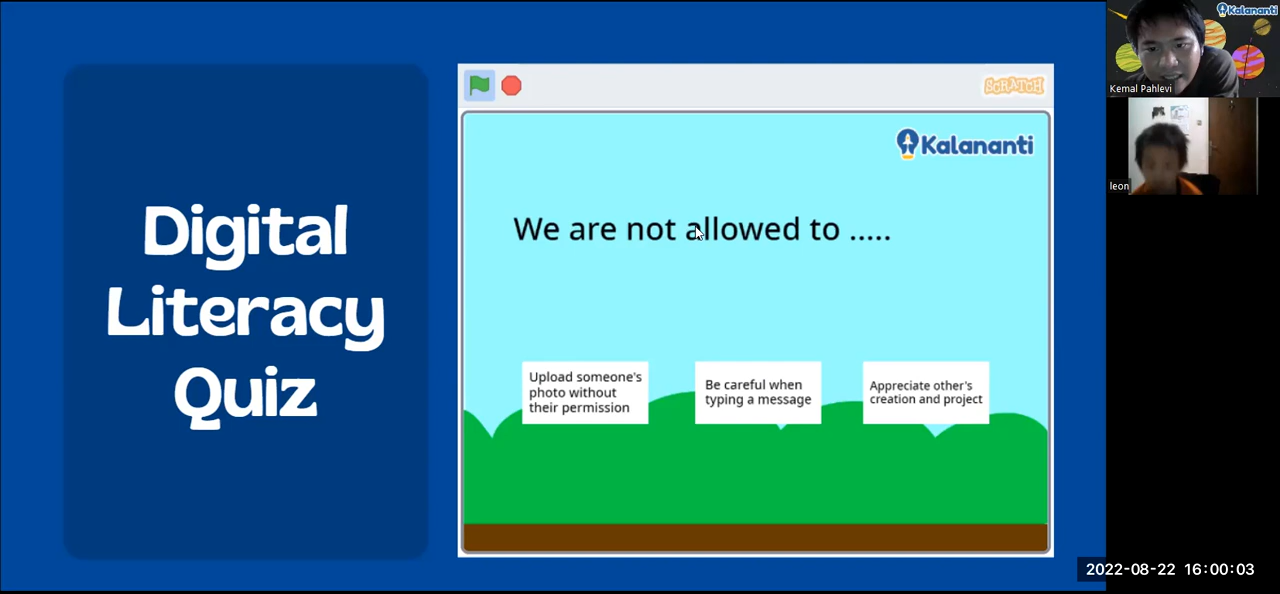 Digital
Literacy
Quiz
SCRATCH
Kalananti
We are not allowed to .....
Upload someone's
photo without
their permission
Be careful when
typing a message
Appreciate other's
creation and project
Kalananti
Kemal Pahlevi
leon
2022-08-22 16:00:03